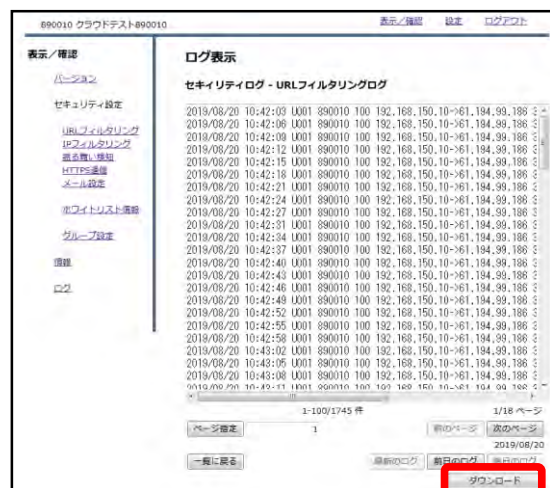 890010 クラウドテスト890010
表示／確認 設定 ログアウト
表示／確認
バージョン
セキュリティ設定
URLフィルタリング
IPフィルタリング
振る舞い検知
HTTPS通信
メール設定
ホワイトリスト情報
グループ設定
情報
ログ
ログ表示
セキュリティログ - URLフィルタリングログ
2019/08/20 10:42:03 U001 890010 100 192.168.150.10->61.194.99.186 3
2019/08/20 10:42:06 U001 890010 100 192.168.150.10->61.194.99.186 3
2019/08/20 10:42:09 U001 890010 100 192.168.150.10->61.194.99.186 3
2019/08/20 10:42:12 U001 890010 100 192.168.150.10->61.194.99.186 3
2019/08/20 10:42:15 U001 890010 100 192.168.150.10->61.194.99.186 3
2019/08/20 10:42:18 U001 890010 100 192.168.150.10->61.194.99.186 3
2019/08/20 10:42:21 U001 890010 100 192.168.150.10->61.194.99.186 3
2019/08/20 10:42:24 U001 890010 100 192.168.150.10->61.194.99.186 3
2019/08/20 10:42:27 U001 890010 100 192.168.150.10->61.194.99.186 3
2019/08/20 10:42:31 U001 890010 100 192.168.150.10->61.194.99.186 3
2019/08/20 10:42:34 U001 890010 100 192.168.150.10->61.194.99.186 3
2019/08/20 10:42:37 U001 890010 100 192.168.150.10->61.194.99.186 3
2019/08/20 10:42:40 U001 890010 100 192.168.150.10->61.194.99.186 3
2019/08/20 10:42:43 U001 890010 100 192.168.150.10->61.194.99.186 3
2019/08/20 10:42:46 U001 890010 100 192.168.150.10->61.194.99.186 3
2019/08/20 10:42:49 U001 890010 100 192.168.150.10->61.194.99.186 3
2019/08/20 10:42:52 U001 890010 100 192.168.150.10->61.194.99.186 3
2019/08/20 10:42:55 U001 890010 100 192.168.150.10->61.194.99.186 3
2019/08/20 10:42:58 U001 890010 100 192.168.150.10->61.194.99.186 3
2019/08/20 10:43:02 U001 890010 100 192.168.150.10->61.194.99.186 3
2019/08/20 10:43:05 U001 890010 100 192.168.150.10->61.194.99.186 3
2019/08/20 10:43:08 U001 890010 100 192.168.150.10->61.194.99.186 3
1-100/1745 件 1/18 ページ
ページ指定 1 前のページ 次のページ
2019/08/20
一覧に戻る 最新のログ 前日のログ 翌日のログ
ダウンロード